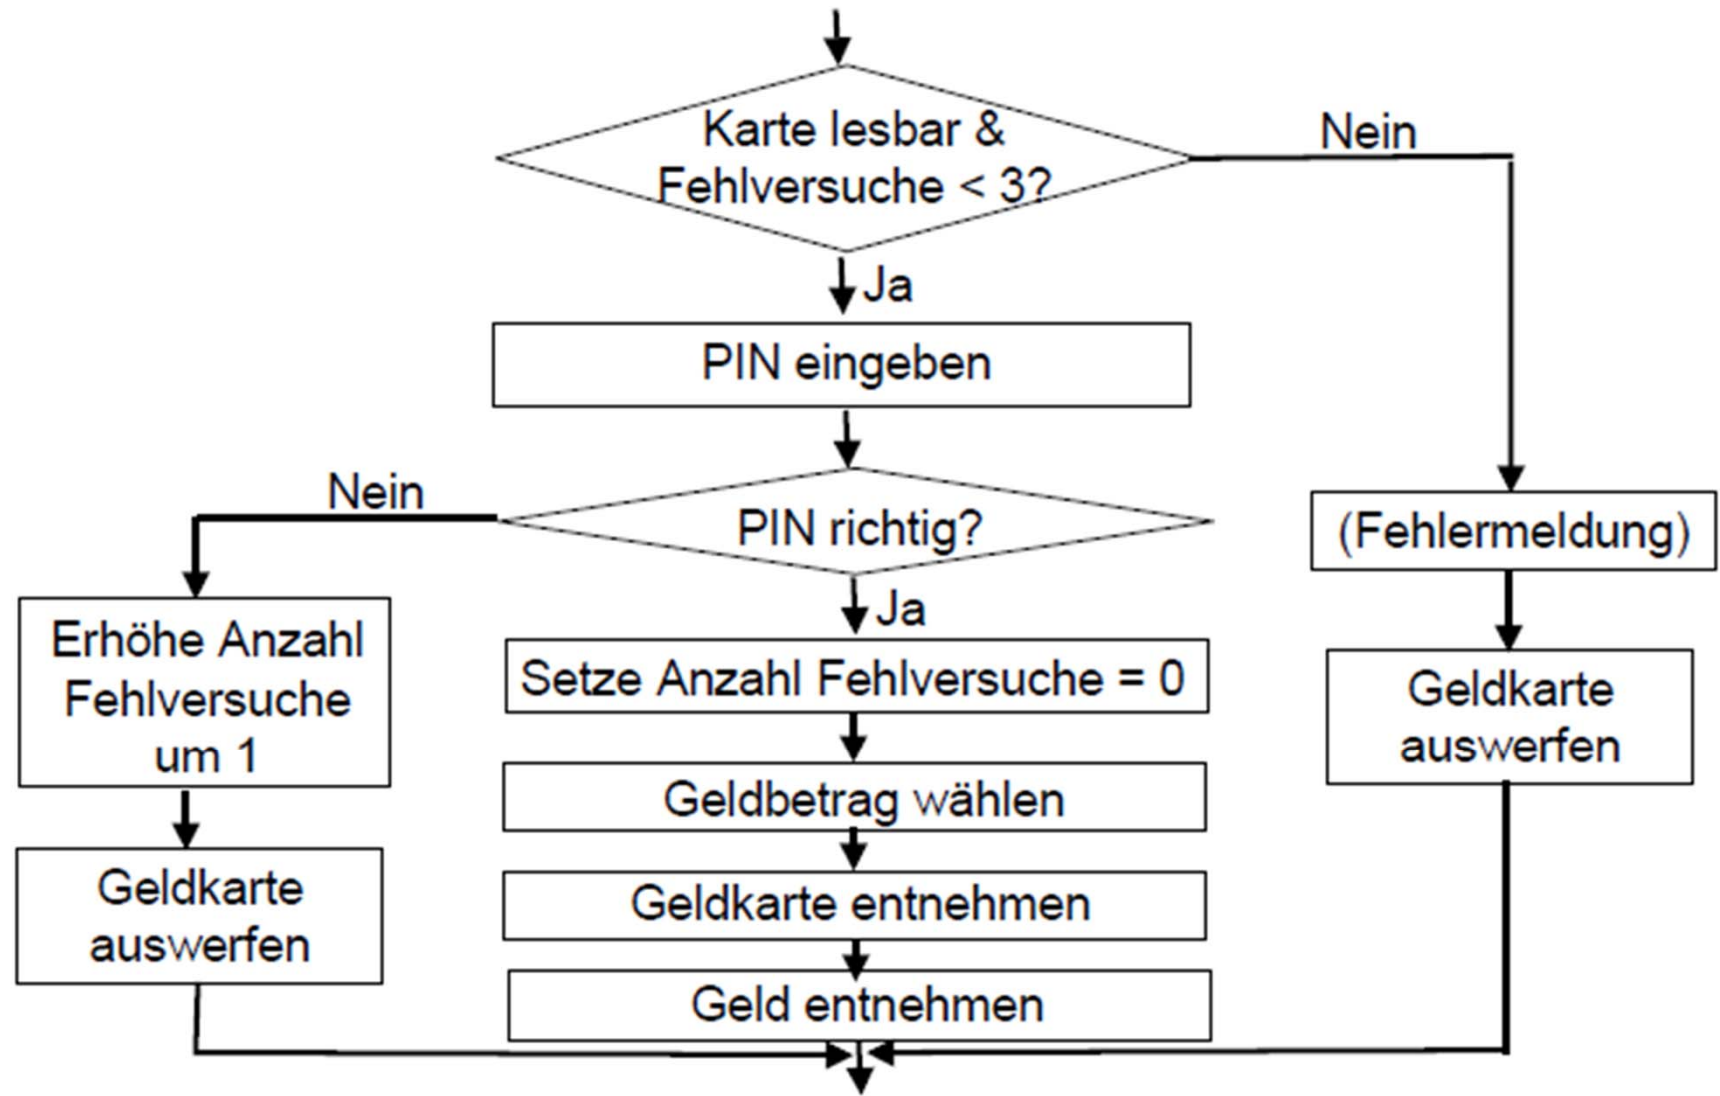 Karte lesbar &
Fehlversuche < 3?
Nein
Ja
PIN eingeben
Nein
PIN richtig?
(Fehlermeldung)
Ja
Erhöhe Anzahl
Fehlversuche
um 1
Setze Anzahl Fehlversuche = 0
Geldkarte
auswerfen
Geldbetrag wählen
Geldkarte
auswerfen
Geldkarte entnehmen
Geld entnehmen